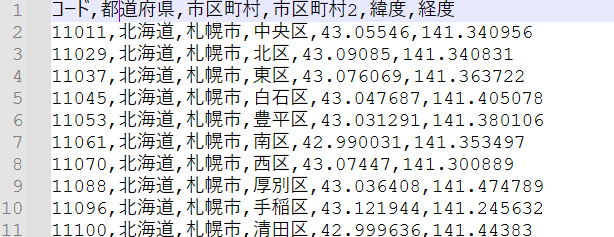 1 コード,都道府県,市区町村,市区町村2,緯度,経度
2 11011,北海道,札幌市,中央区,43.05546,141.340956
3 11029,北海道,札幌市,北区,43.09085,141.340831
4 11037,北海道,札幌市,東区,43.076069,141.363722
5 11045,北海道,札幌市,白石区,43.047687,141.405078
6 11053,北海道,札幌市,豊平区,43.031291,141.380106
7 11061,北海道,札幌市,南区,42.990031,141.353497
8 11070,北海道,札幌市,西区,43.07447,141.300889
9 11088,北海道,札幌市,厚別区,43.036408,141.474789
10 11096,北海道,札幌市,手稲区,43.121944,141.245632
11 11100,北海道,札幌市,清田区,42.999636,141.44383